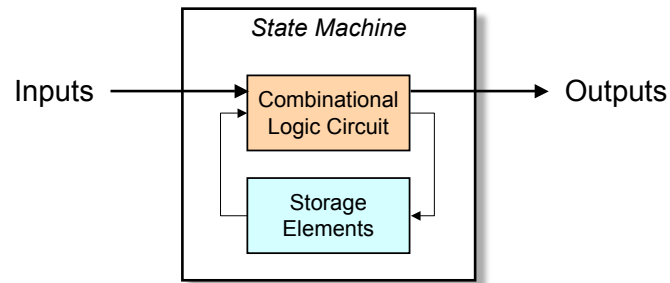 State Machine
Inputs
Combinational
Logic Circuit
Outputs
Storage
Elements